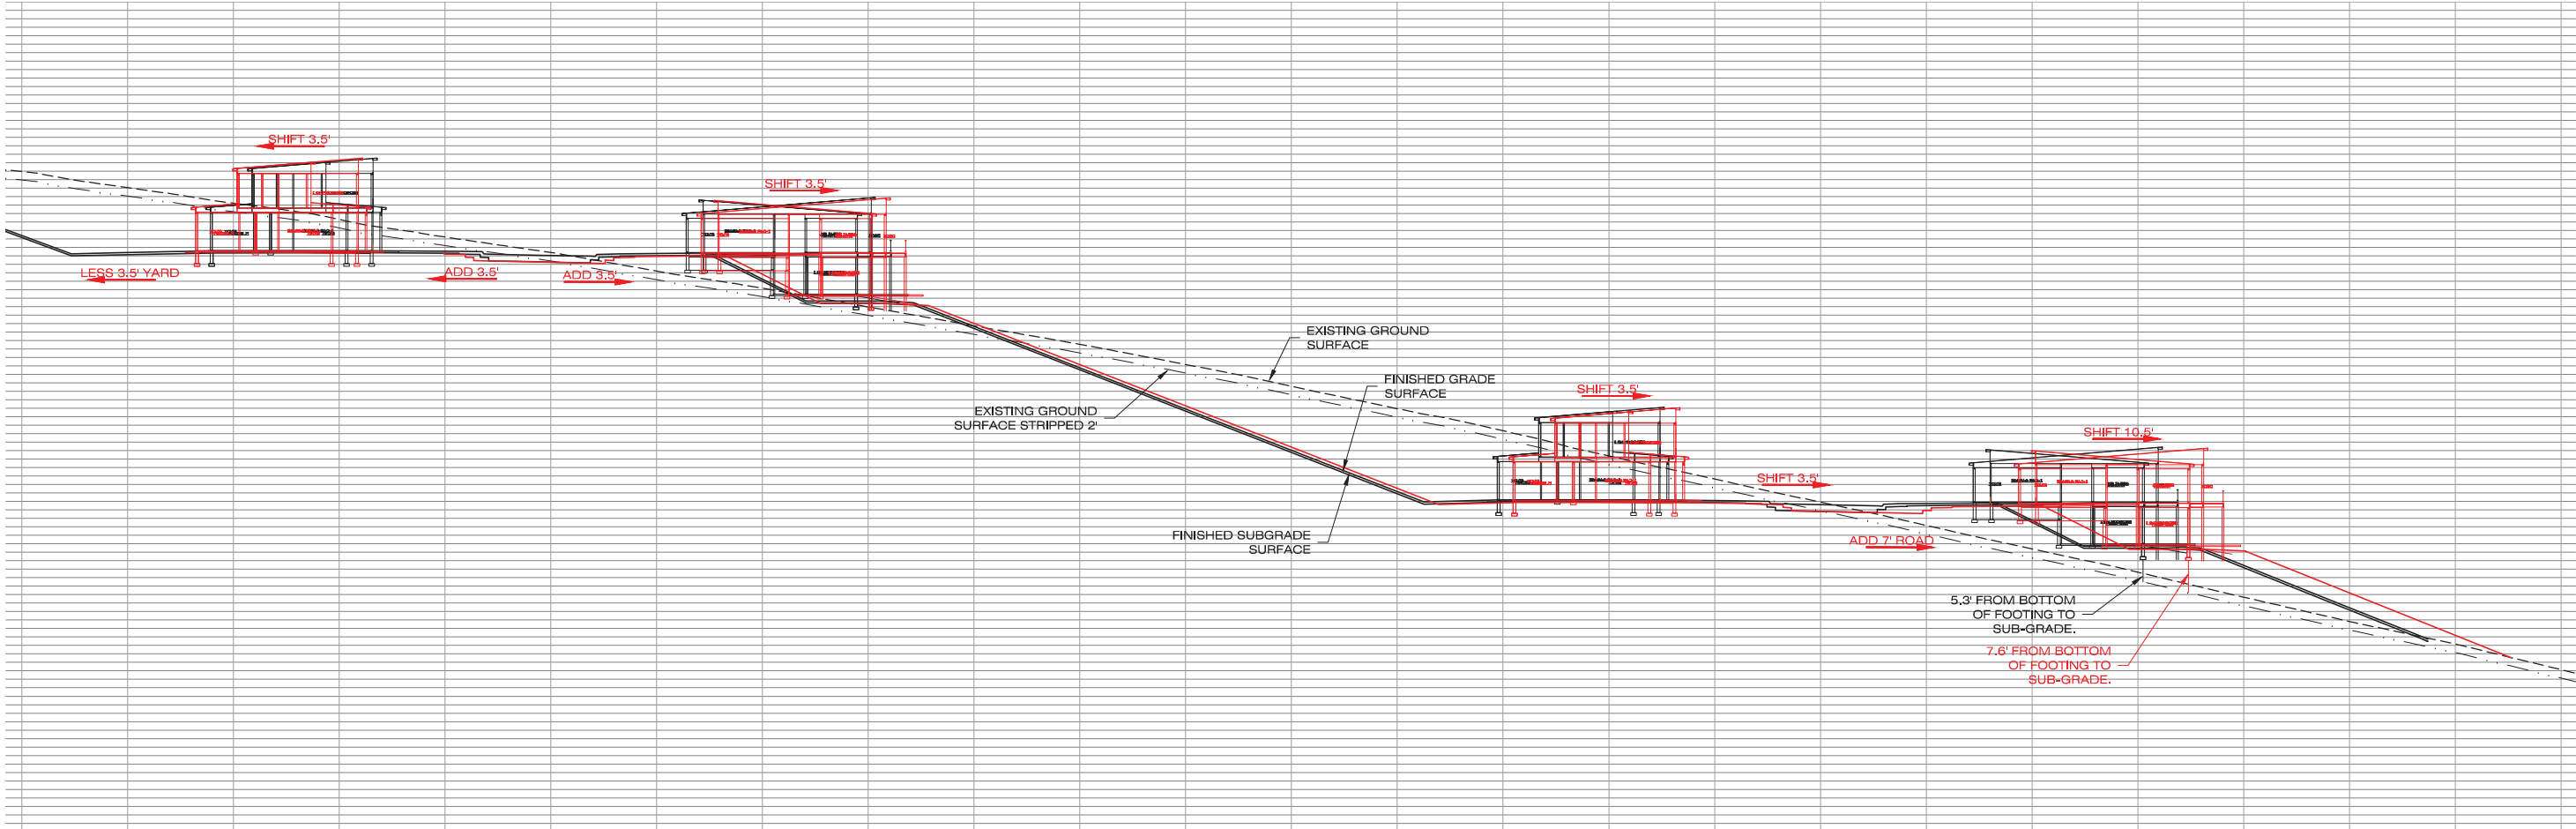 SHIFT 3.5'
LESS 3.5' YARD
ADD 3.5'
ADD 3.5'
SHIFT 3.5'
EXISTING GROUND
SURFACE
EXISTING GROUND
SURFACE STRIPPED 2'
FINISHED GRADE
SURFACE
FINISHED SUBGRADE
SURFACE
SHIFT 3.5'
SHIFT 3.5'
ADD 7' ROAD
SHIFT 10.5'
5.3' FROM BOTTOM
OF FOOTING TO
SUB-GRADE.
7.6' FROM BOTTOM
OF FOOTING TO
SUB-GRADE.